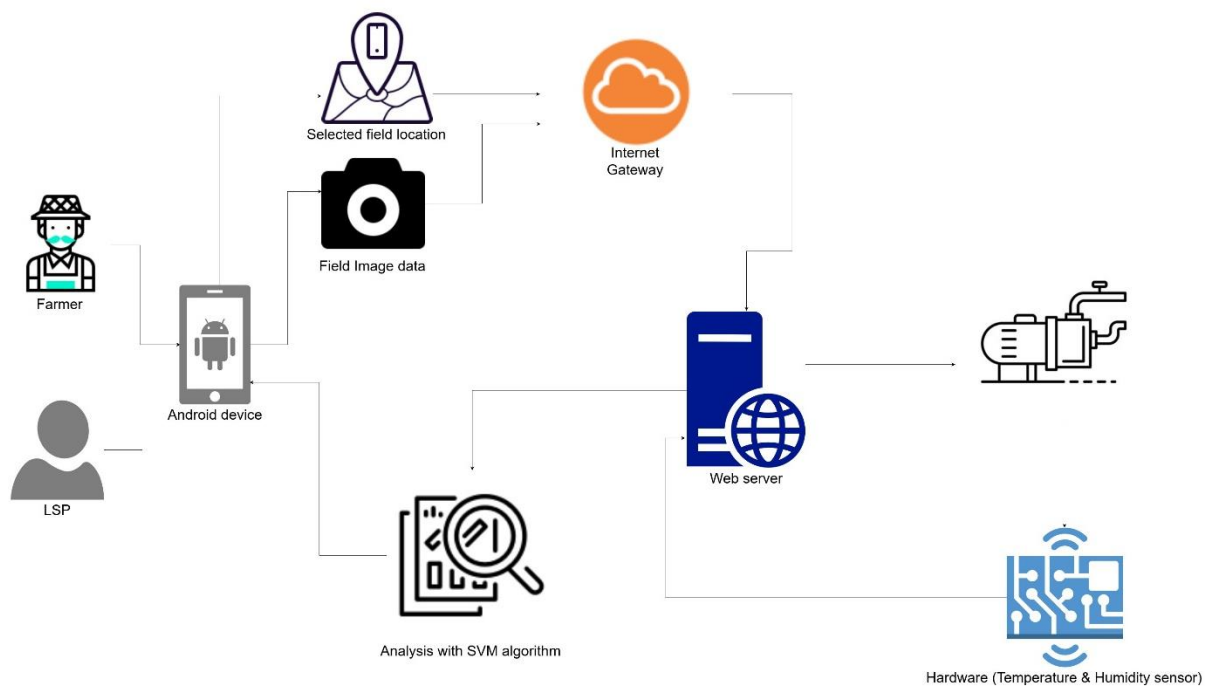 Selected field location
Internet
Gateway
Field Image data
Farmer
Android device
LSP
Web server
Analysis with SVM algorithm
Hardware (Temperature & Humidity sensor)